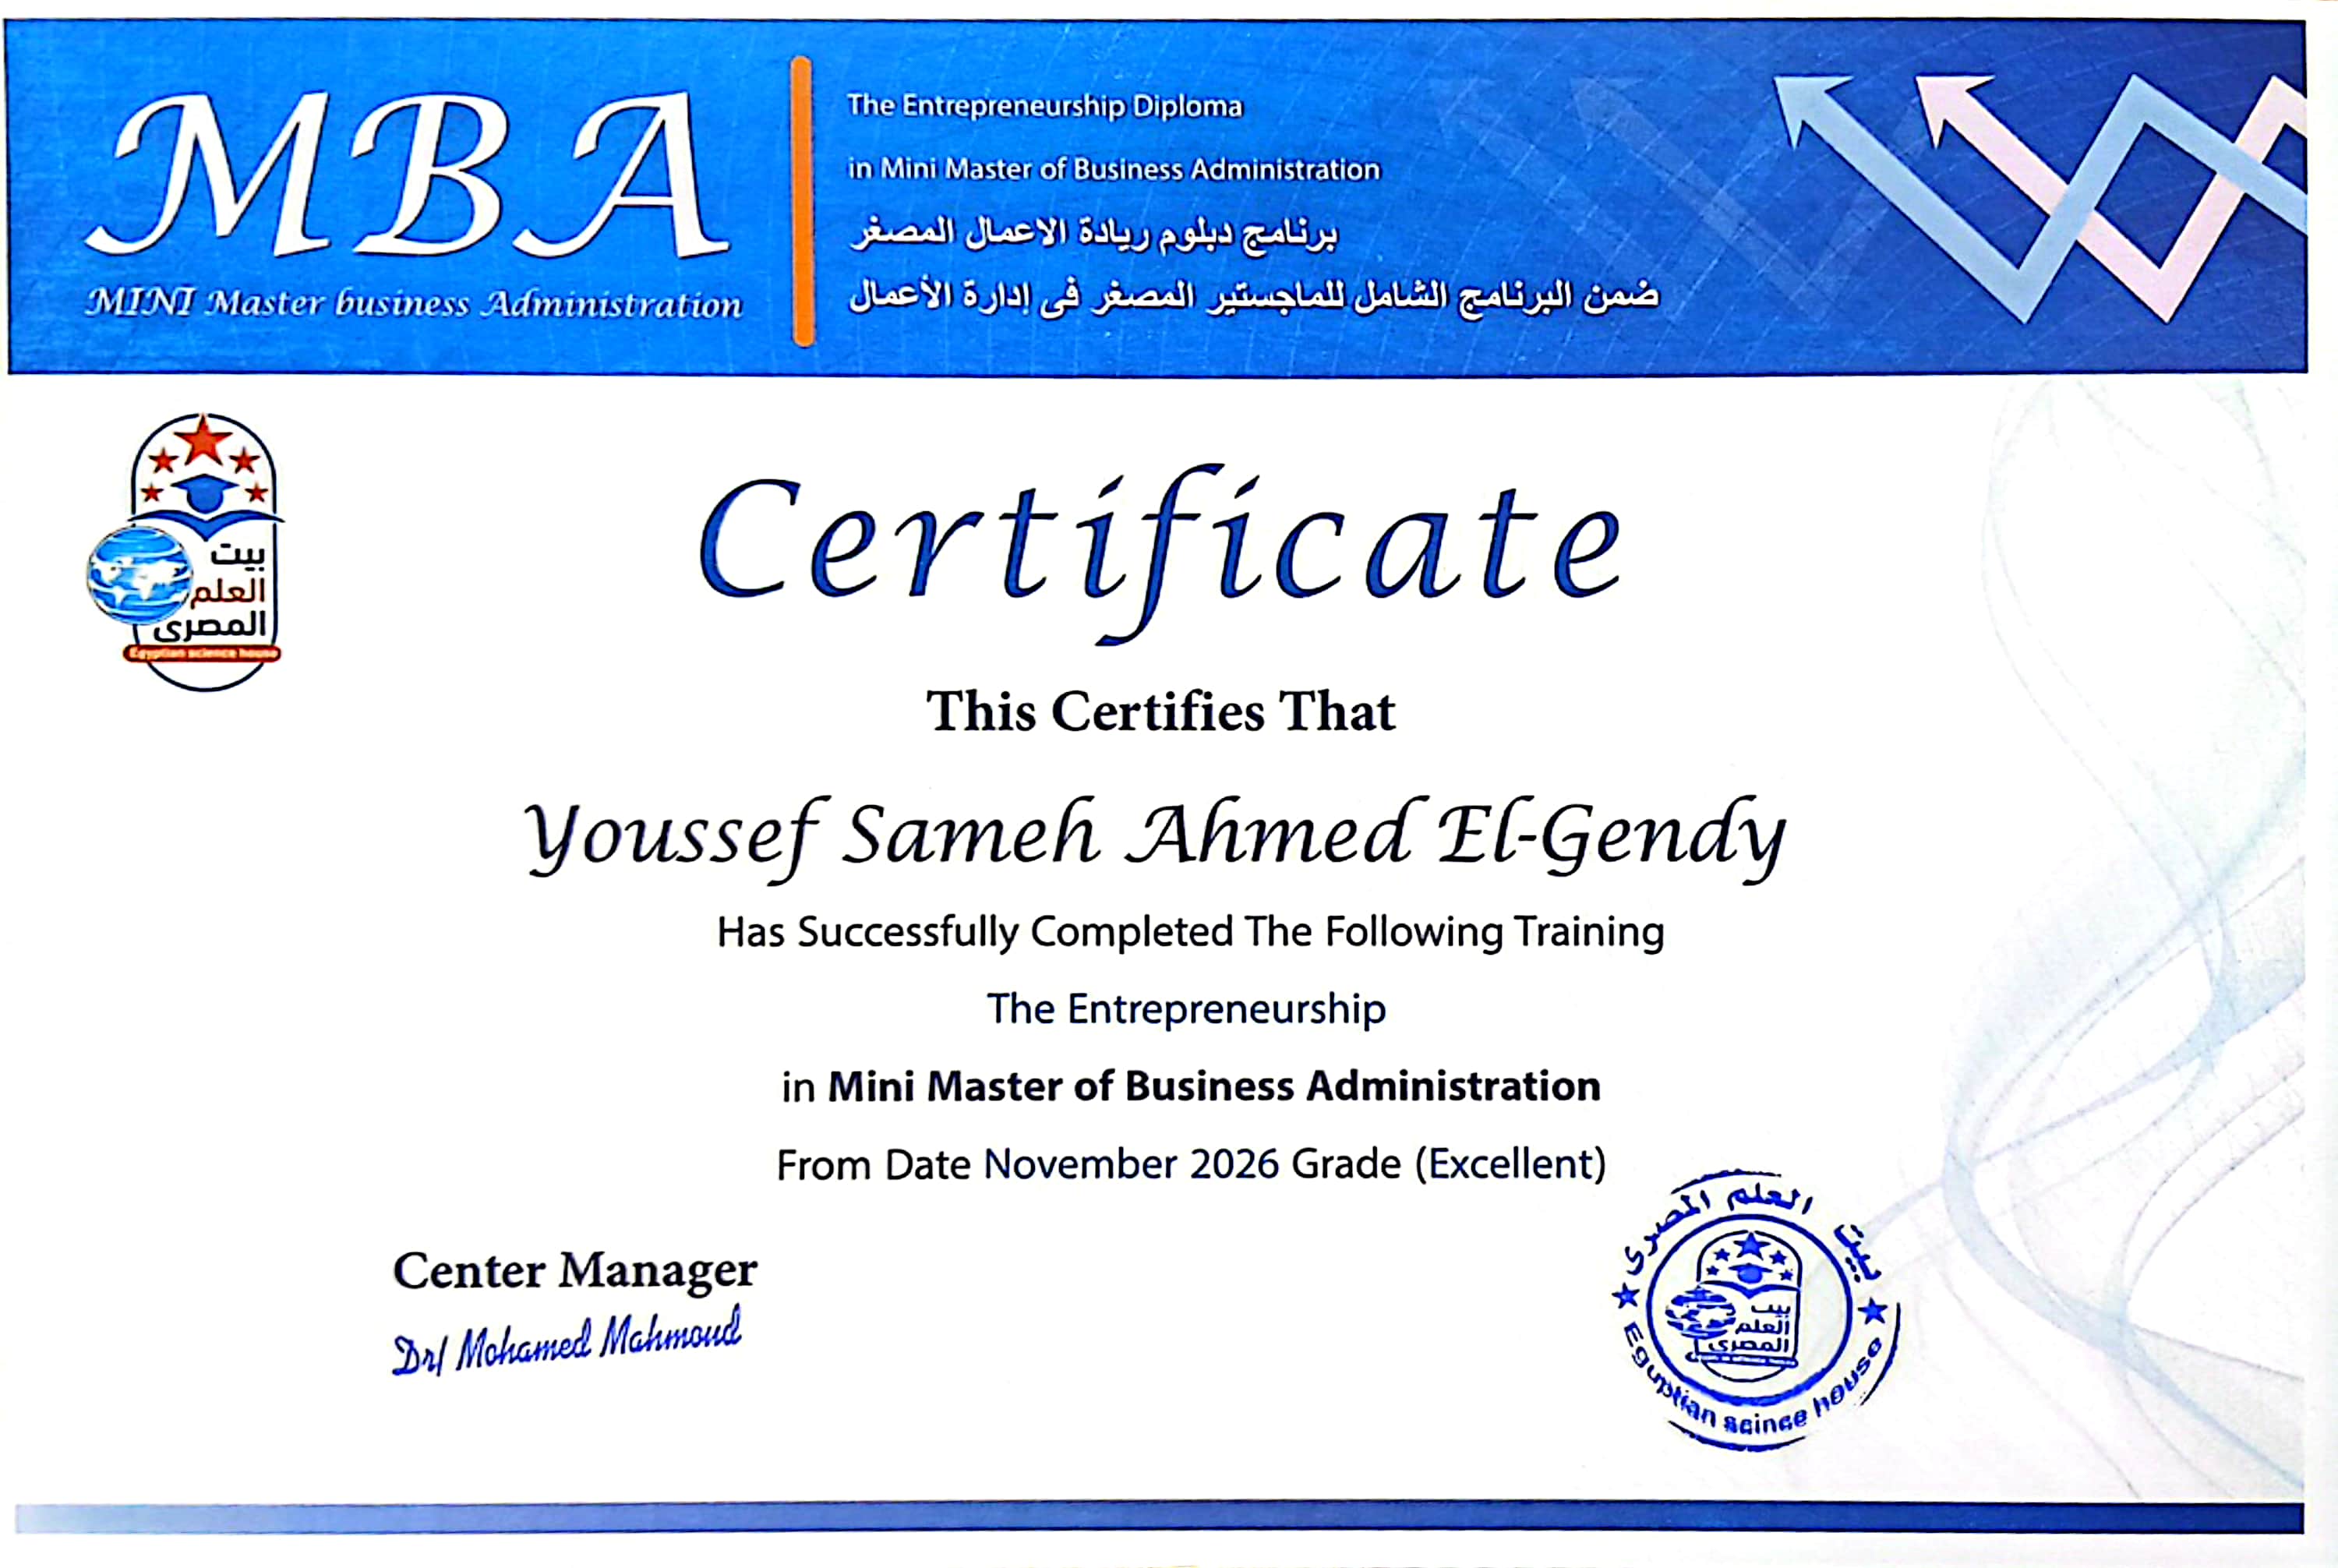 MBA
MINI Master business Administration
The Entrepreneurship Diploma
in Mini Master of Business Administration
برنامج دبلوم ريادة الاعمال المصغر
ضمن البرنامج الشامل للماجستير المصغر فى إدارة الأعمال
بيت
العلم
المصرى
Egyptian science house
Certificate
This Certifies That
Youssef Sameh Ahmed El-Gendy
Has Successfully Completed The Following Training
The Entrepreneurship
in Mini Master of Business Administration
From Date November 2026 Grade (Excellent)
Center Manager
Dr/ Mohamed Mahmoud
بيت العلم المصرى
بيت
العلم
المصرى
Eguptian scince house